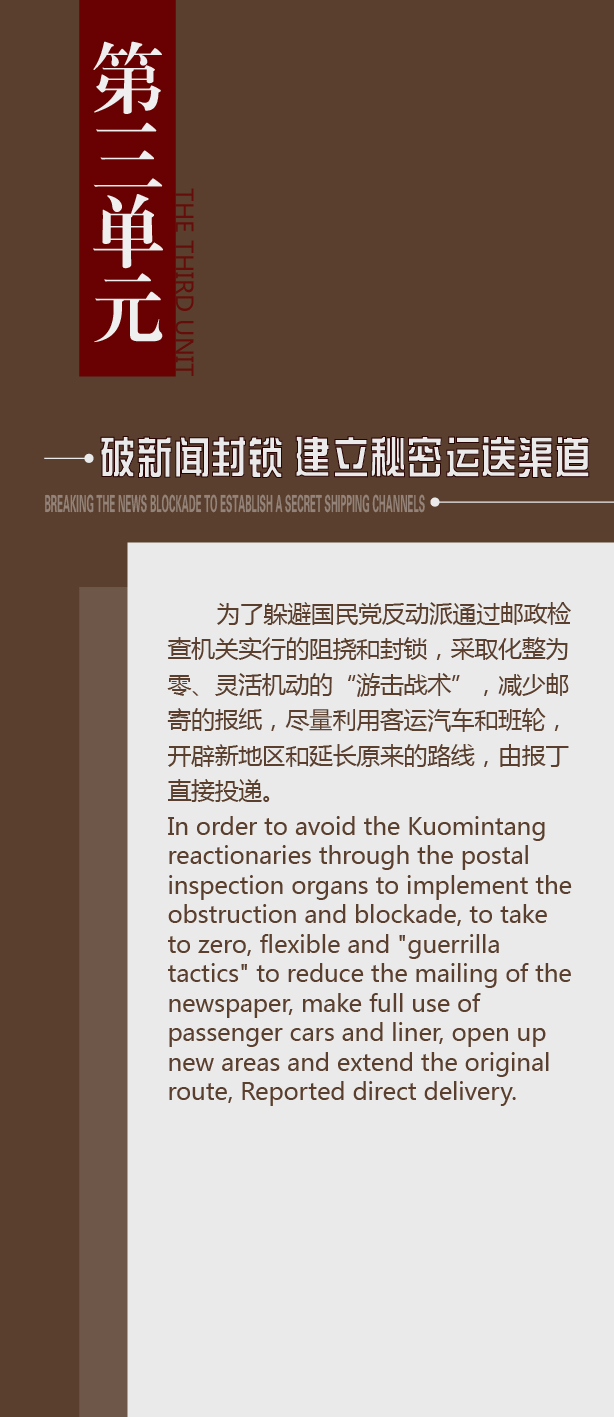 第三单元
THE THIRD UNIT
破新闻封锁 建立秘密运送渠道
BREAKING THE NEWS BLOCKADE TO ESTABLISH A SECRET SHIPPING CHANNELS
为了躲避国民党反动派通过邮政检
查机关实行的阻挠和封锁，采取化整为
零、灵活机动的“游击战术”，减少邮
寄的报纸，尽量利用客运汽车和班轮，
开辟新地区和延长原来的路线，由报丁
直接投递。
In order to avoid the Kuomintang
reactionaries through the postal
inspection organs to implement the
obstruction and blockade, to take
to zero, flexible and "guerrilla
tactics" to reduce the mailing of the
newspaper, make full use of
passenger cars and liner, open up
new areas and extend the original
route, Reported direct delivery.